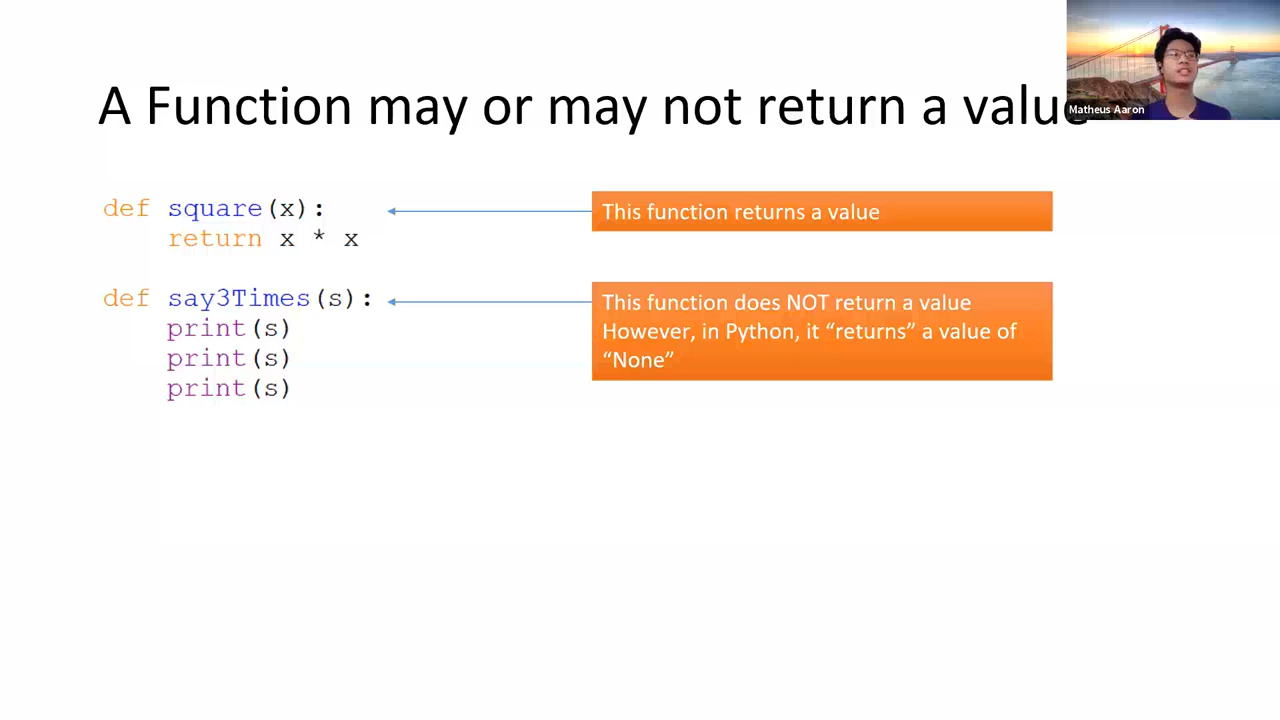 A Function may or may not return a value
Matheus Aaron
def square(x):
    return x * x
This function returns a value
def say3Times(s):
    print(s)
    print(s)
    print(s)
This function does NOT return a value
However, in Python, it “returns” a value of
“None”